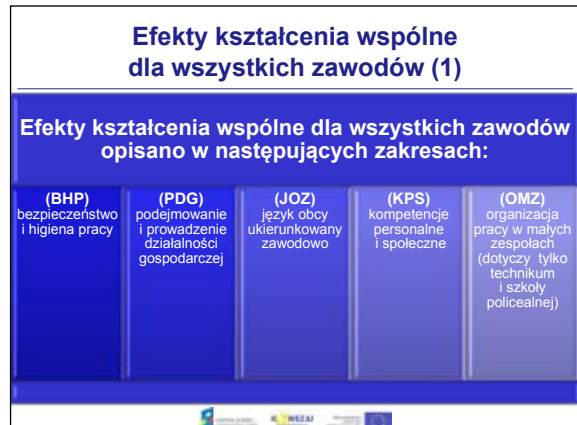 Efekty kształcenia wspólne
dla wszystkich zawodów (1)
Efekty kształcenia wspólne dla wszystkich zawodów
opisano w następujących zakresach:
(BHP)
bezpieczeństwo
i higiena pracy
(PDG)
podejmowanie
i prowadzenie
działalności
gospodarczej
(JOZ)
język obcy
ukierunkowany
zawodowo
(KPS)
kompetencje
personalne
i społeczne
(OMZ)
organizacja
pracy w małych
zespołach
(dotyczy tylko
technikum
i szkoły
policealnej)